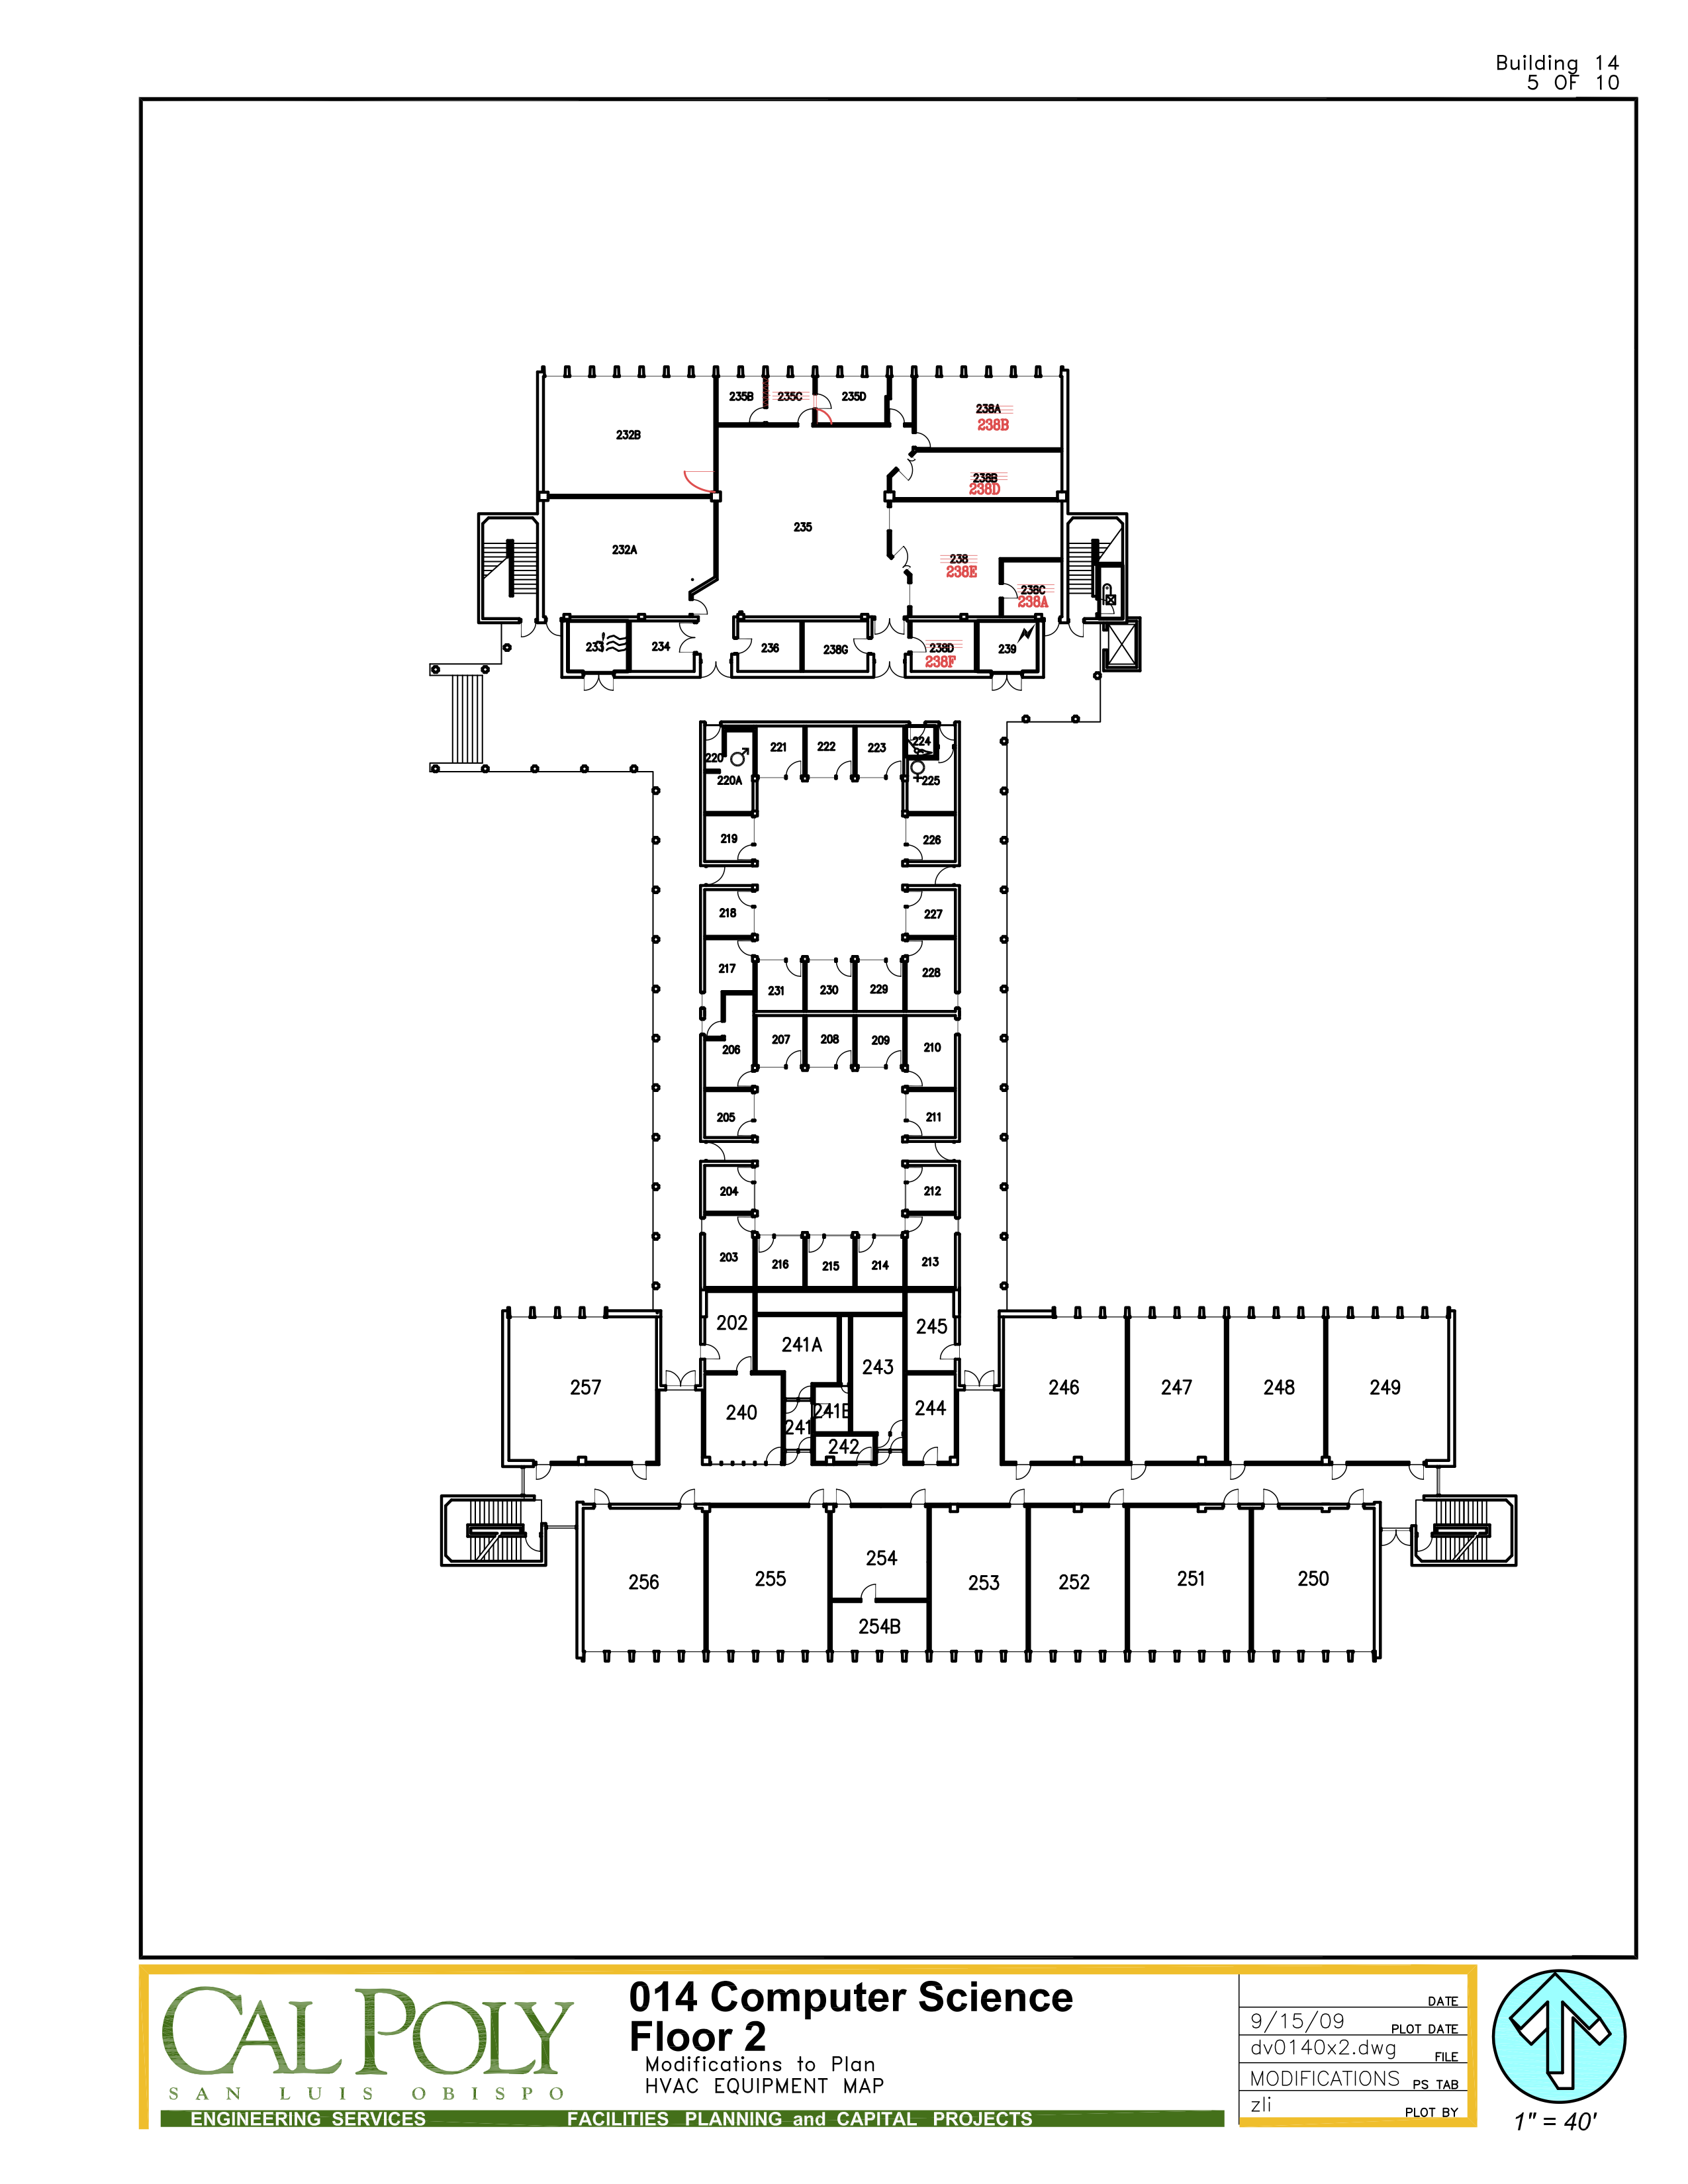 Building 14
5 OF 10
235B
235C
235D
238A
238B
232B
238B
238D
235
232A
238
238E
238C
238A
233
234
236
238G
238D
238F
239
221
222
223
224
220
220A
225
219
226
218
227
217
228
231
230
229
207
208
209
206
210
205
211
204
212
203
216
215
214
213
202
245
241A
243
257
246
247
248
249
240
241
241B
244
242
254
256
255
253
252
251
250
254B
CAL POLY
SAN LUIS OBISPO
014 Computer Science
Floor 2
Modifications to Plan
HVAC EQUIPMENT MAP
ENGINEERING SERVICES FACILITIES PLANNING and CAPITAL PROJECTS
DATE
9/15/09 PLOT DATE
dv0140x2.dwg FILE
MODIFICATIONS PS TAB
zli PLOT BY
1" = 40'